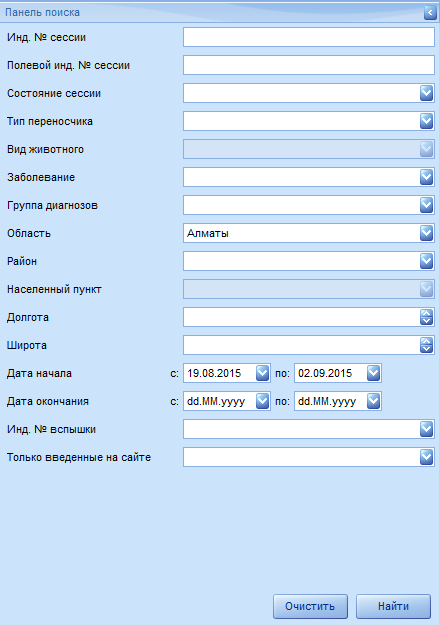 Панель поиска
Инд. № сессии
Полевой инд. № сессии
Состояние сессии
Тип переносчика
Вид животного
Заболевание
Группа диагнозов
Область Алматы
Район
Населенный пункт
Долгота
Широта
Дата начала с: 19.08.2015 по: 02.09.2015
Дата окончания с: dd.MM.yyyy по: dd.MM.yyyy
Инд. № вспышки
Только введенные на сайте
Очистить Найти